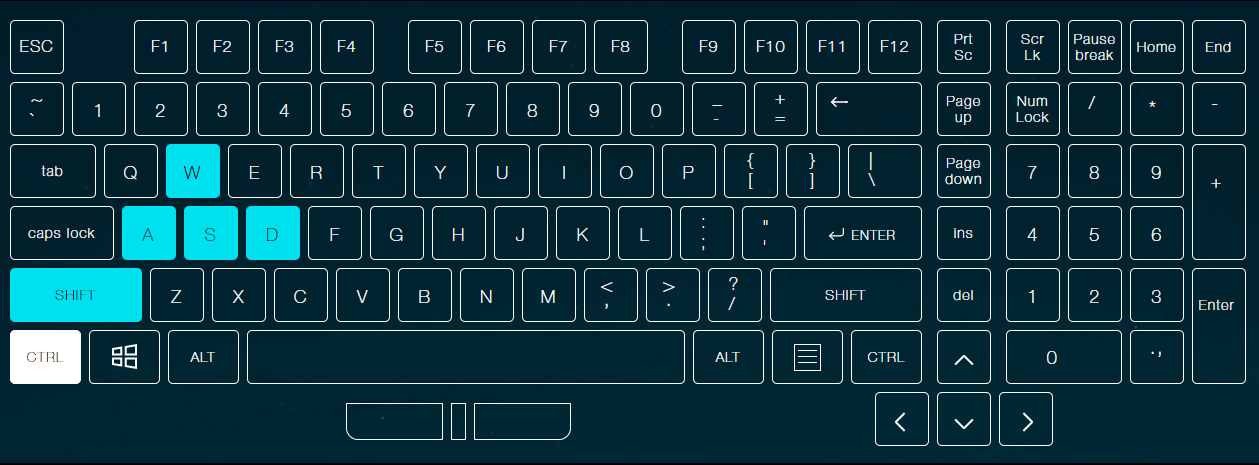 ESC F1 F2 F3 F4 F5 F6 F7 F8 F9 F10 F11 F12 Prt Sc Scr Lk Pause break Home End
~ ` 1 2 3 4 5 6 7 8 9 0 _ - + = ← Page up Num Lock / * -
tab Q W E R T Y U I O P { [ } ] | \ Page down 7 8 9 +
caps lock A S D F G H J K L : ; " ' ENTER ins 4 5 6
SHIFT Z X C V B N M < , > . ? / SHIFT del 1 2 3 Enter
CTRL ALT ALT CTRL 0 . ,